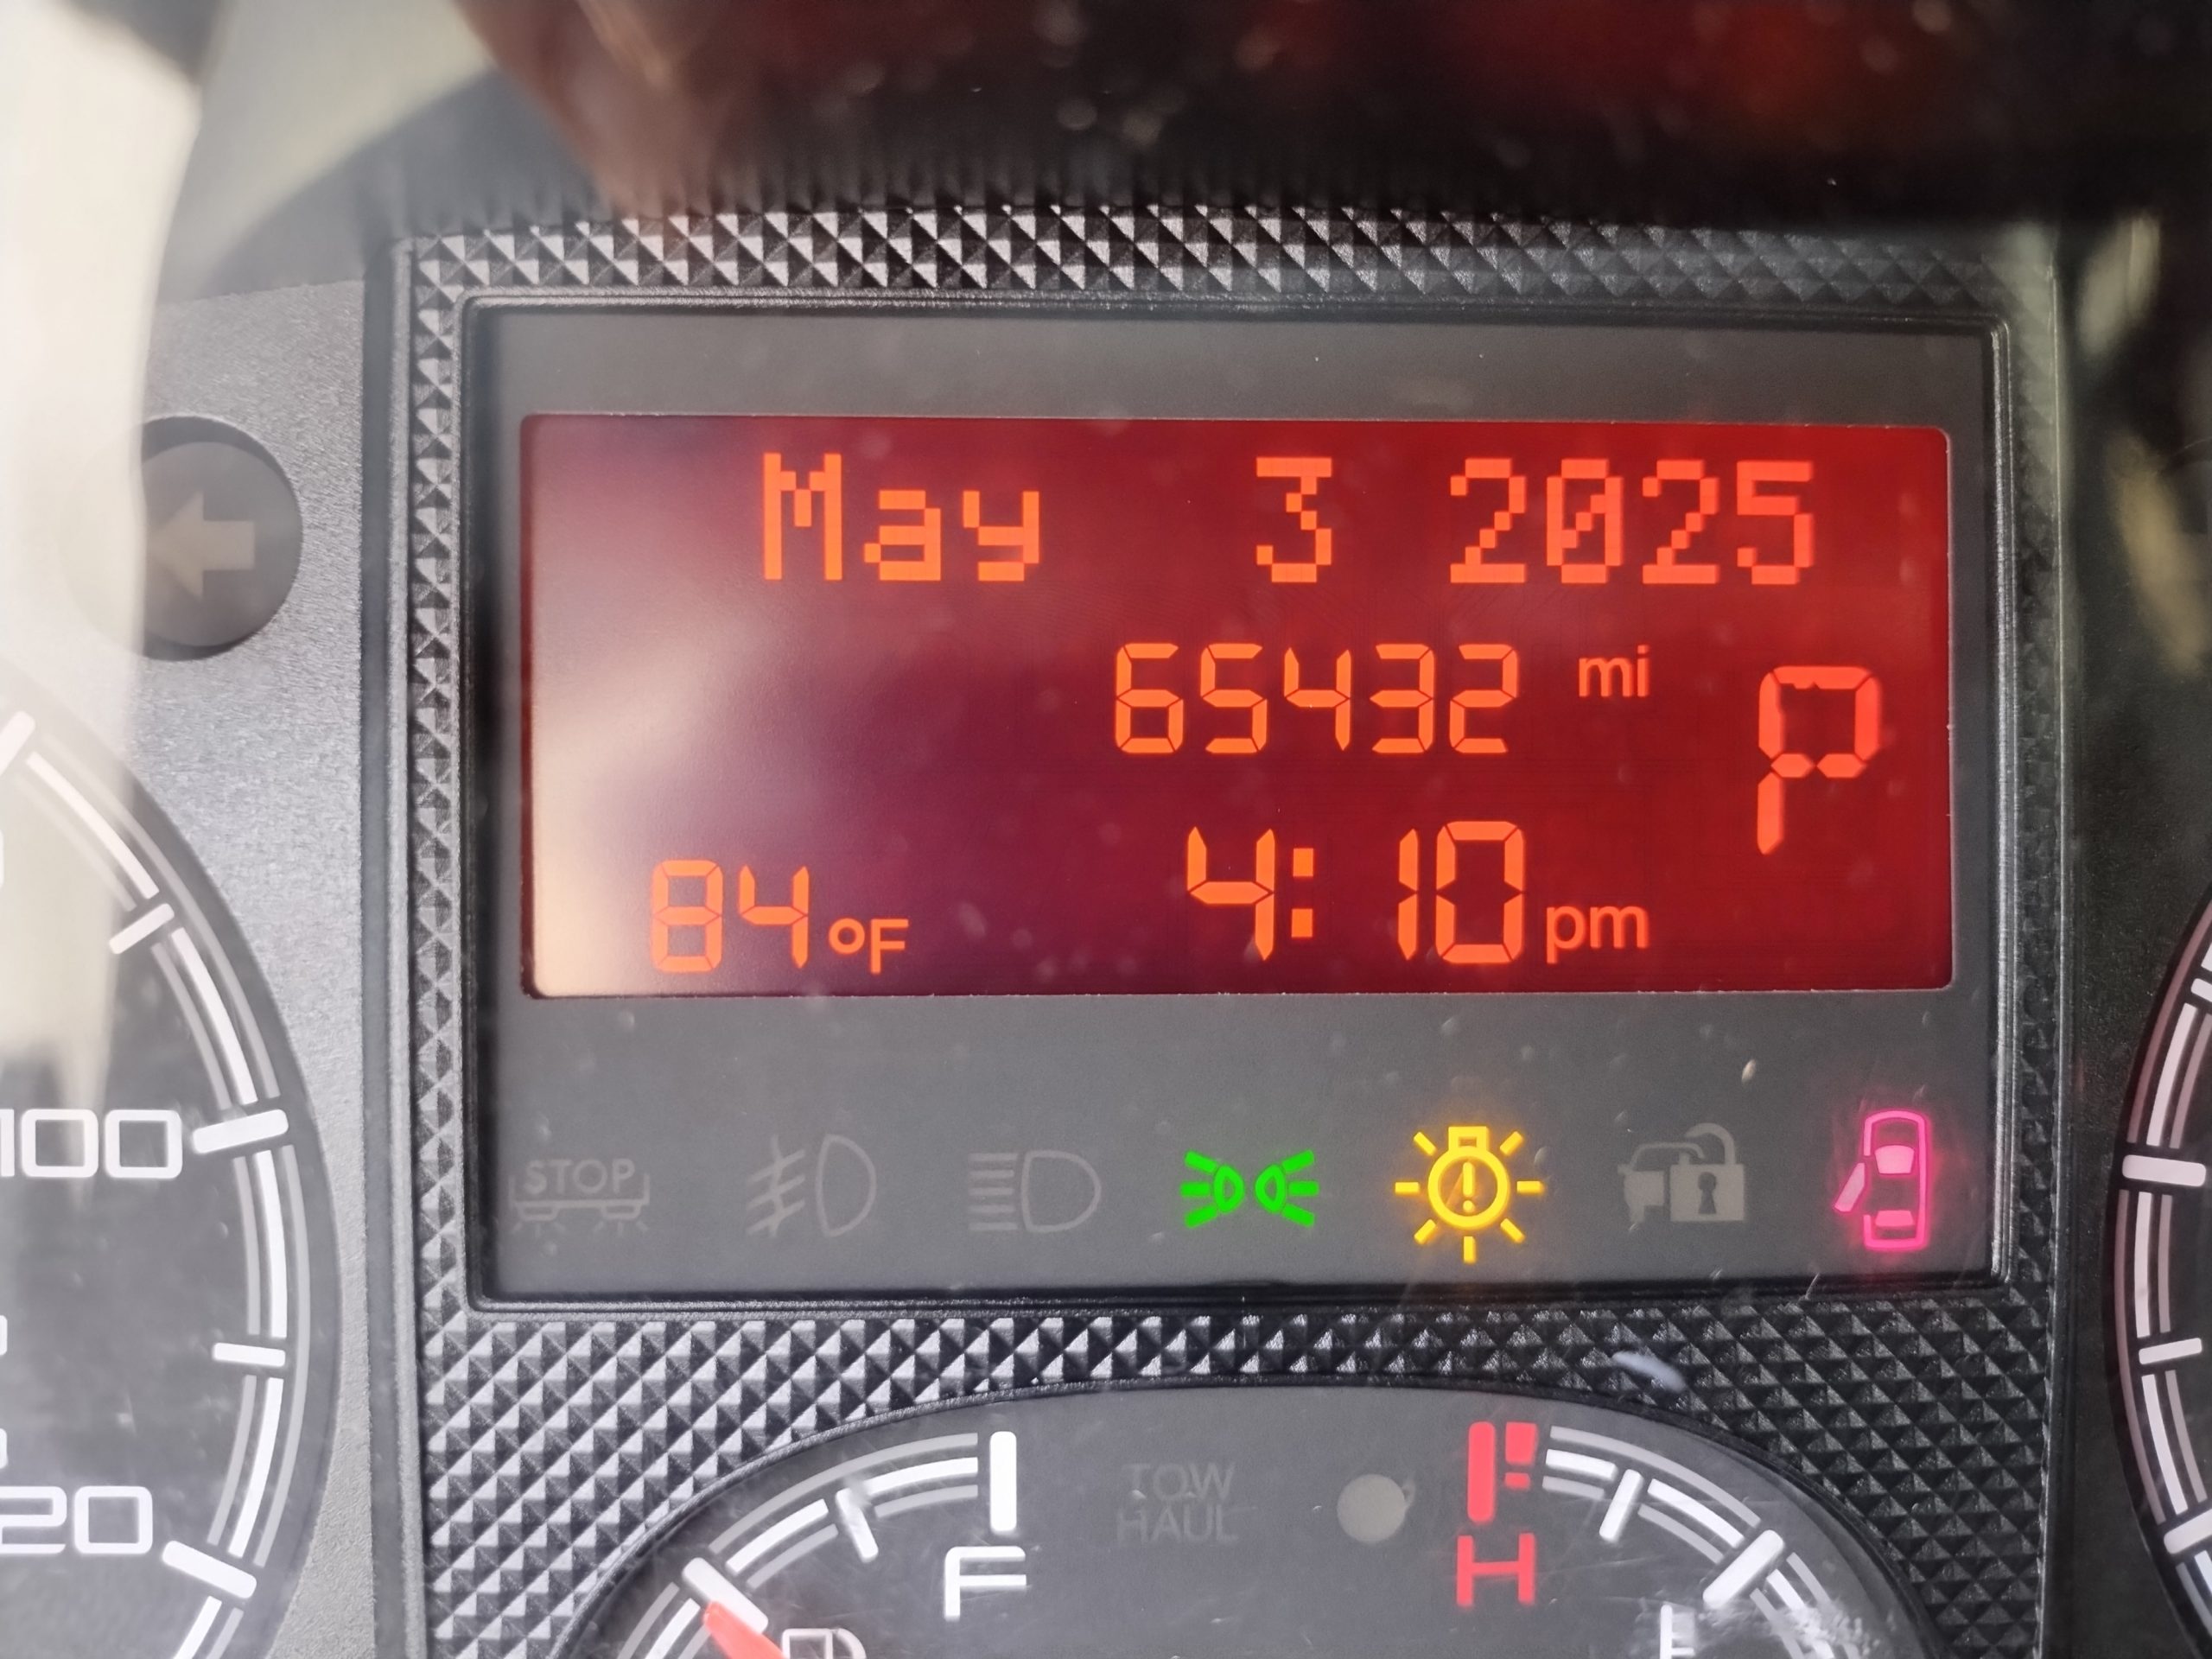 May 3 2025
65432 mi
P
84 °F 4:10 pm
100
STOP
20
TOW
HAUL
F
H